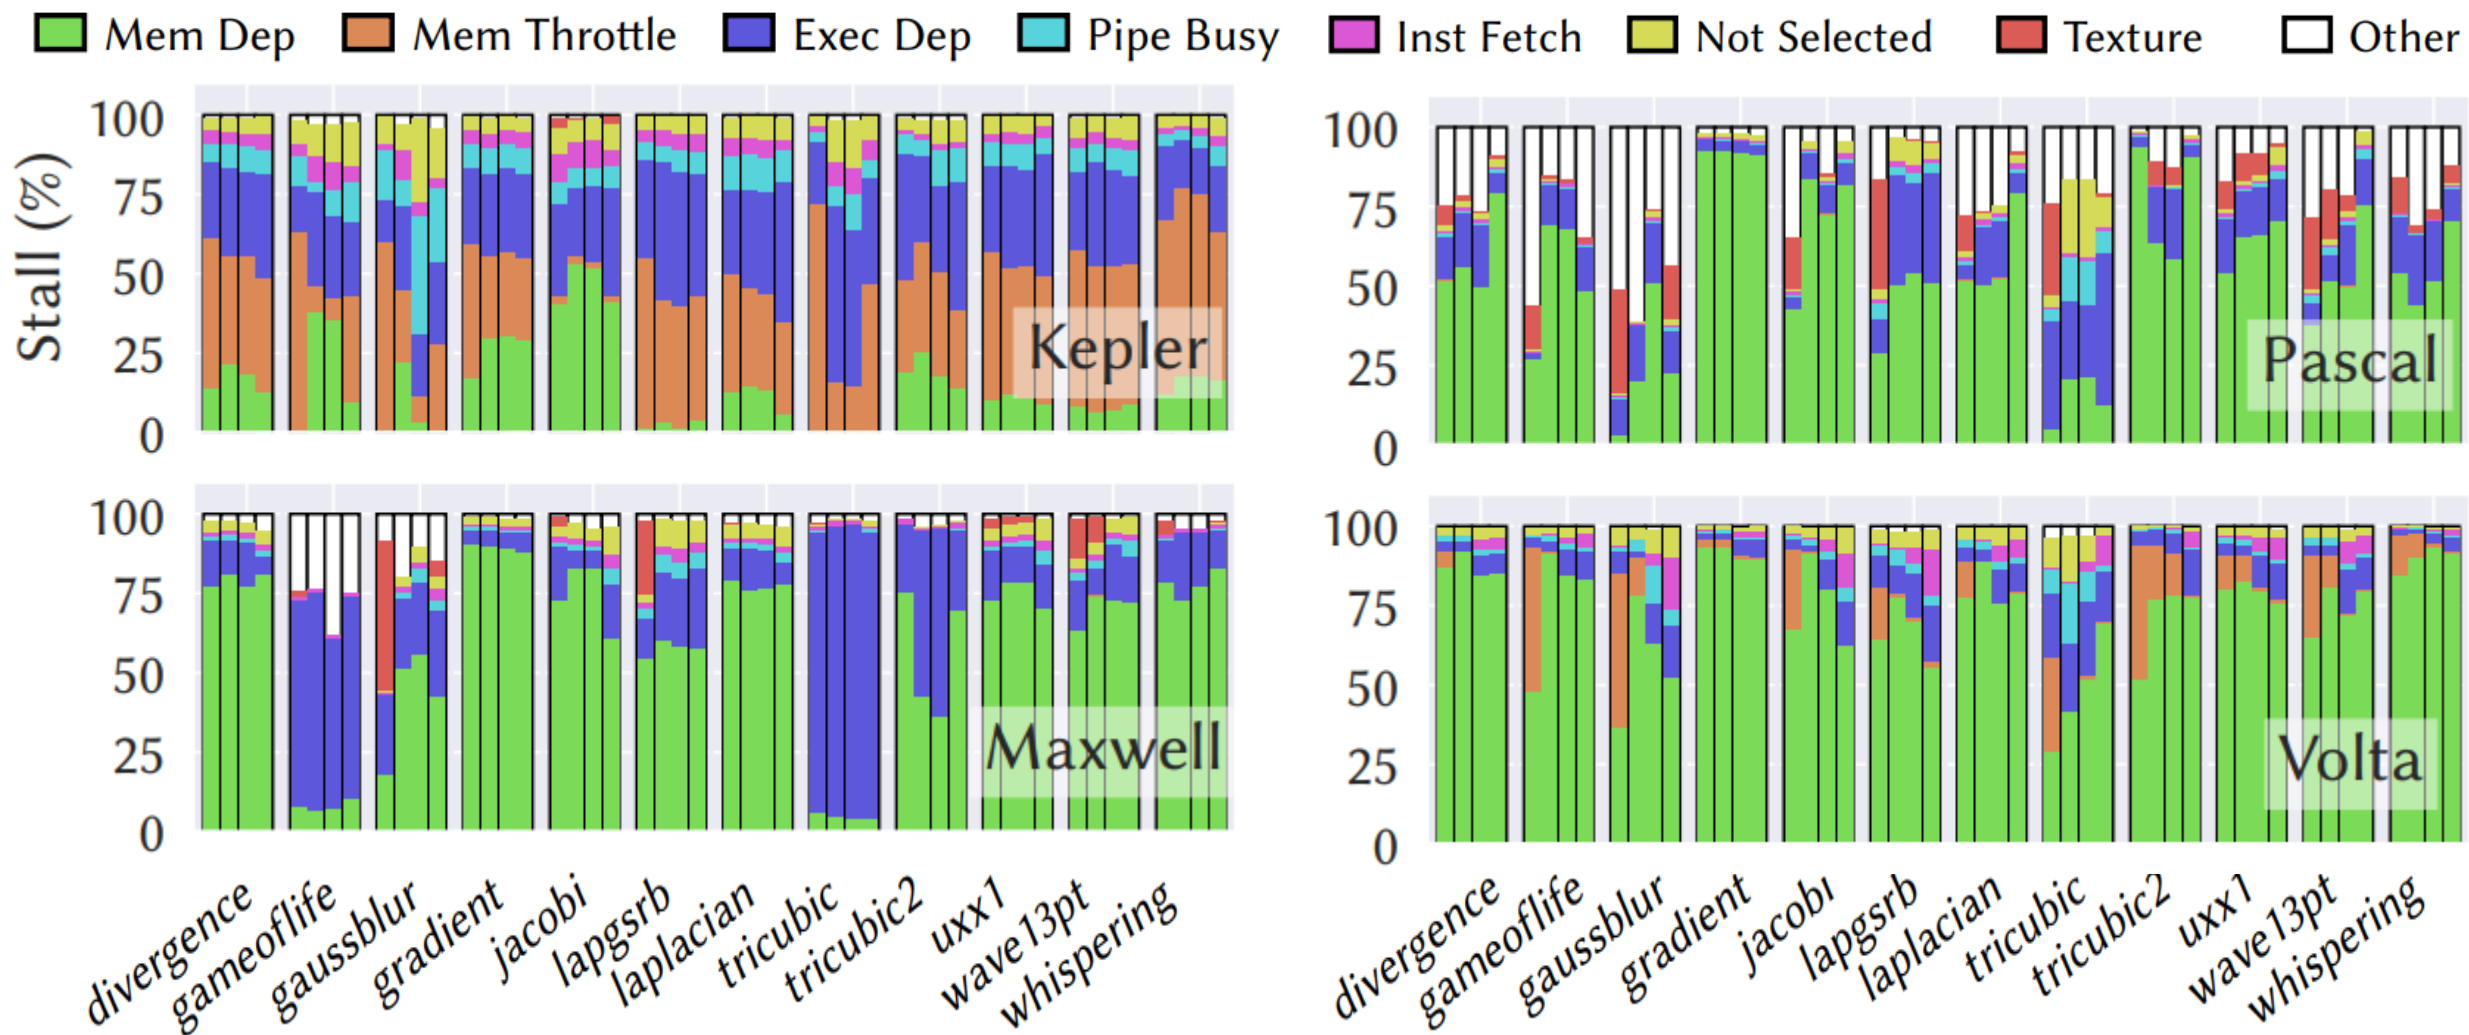 Mem Dep Mem Throttle Exec Dep Pipe Busy Inst Fetch Not Selected Texture Other
Stall (%)
100
75
50
25
0
Kepler
100
75
50
25
0
Pascal
100
75
50
25
0
Maxwell
100
75
50
25
0
Volta
divergence
gameoflife
gaussblur
gradient
jacobi
lapgsrb
laplacian
tricubic
tricubic2
uxx1
wave13pt
whispering
divergence
gameoflife
gaussblur
gradient
jacobi
lapgsrb
laplacian
tricubic
tricubic2
uxx1
wave13pt
whispering